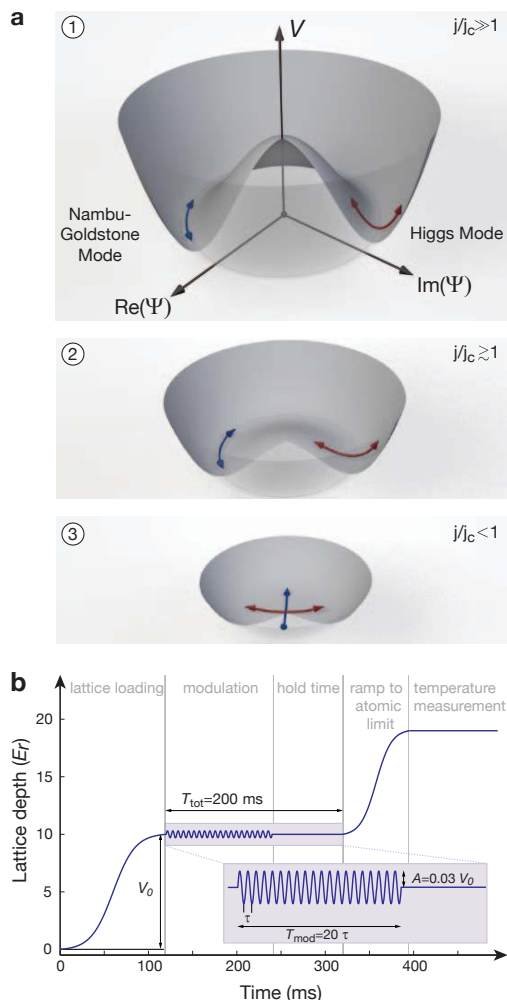 a
1
j/jc≫1
V
Nambu-
Goldstone
Mode
Higgs Mode
Re(Ψ)
Im(Ψ)
2
j/jc≳1
3
j/jc<1
b
lattice loading
modulation
hold time
ramp to
atomic
limit
temperature
measurement
20
15
10
5
0
Lattice depth (Er)
Ttot=200 ms
V0
A=0.03 V0
τ
Tmod=20 τ
0
100
200
300
400
Time (ms)